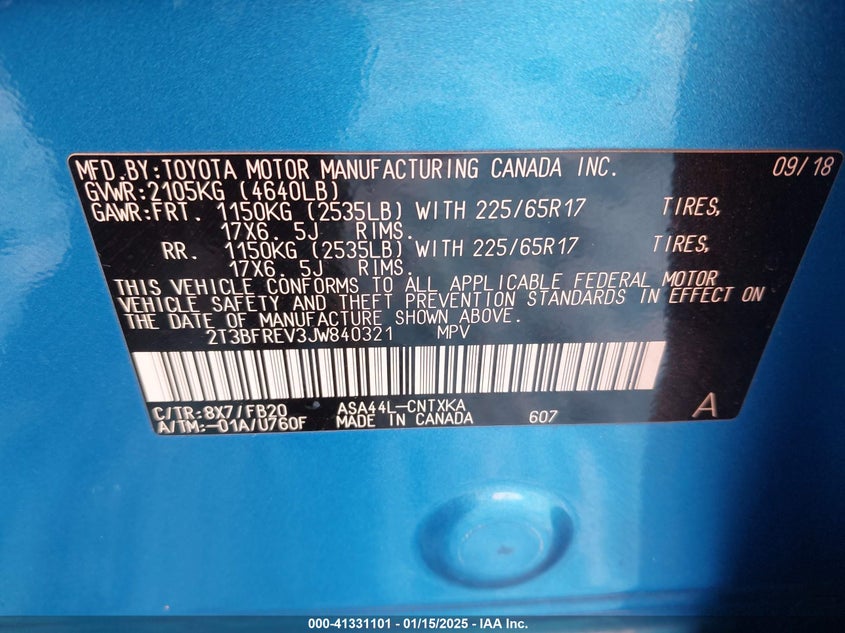 MFD.BY:TOYOTA MOTOR MANUFACTURING CANADA INC. 09/18
GVWR:2105KG (4640LB)
GAWR:FRT. 1150KG (2535LB) WITH 225/65R17 TIRES,
17X6. 5J RIMS.
RR. 1150KG (2535LB) WITH 225/65R17 TIRES,
17X6. 5J RIMS.
THIS VEHICLE CONFORMS TO ALL APPLICABLE FEDERAL MOTOR
VEHICLE SAFETY AND THEFT PREVENTION STANDARDS IN EFFECT ON
THE DATE OF MANUFACTURE SHOWN ABOVE.
2T3BFREV3JW840321 MPV
C/TR:8X7/FB20 ASA44L-CNTXKA
A/TM:-01A/U760F MADE IN CANADA 607 A
000-41331101 - 01/15/2025 - IAA Inc.